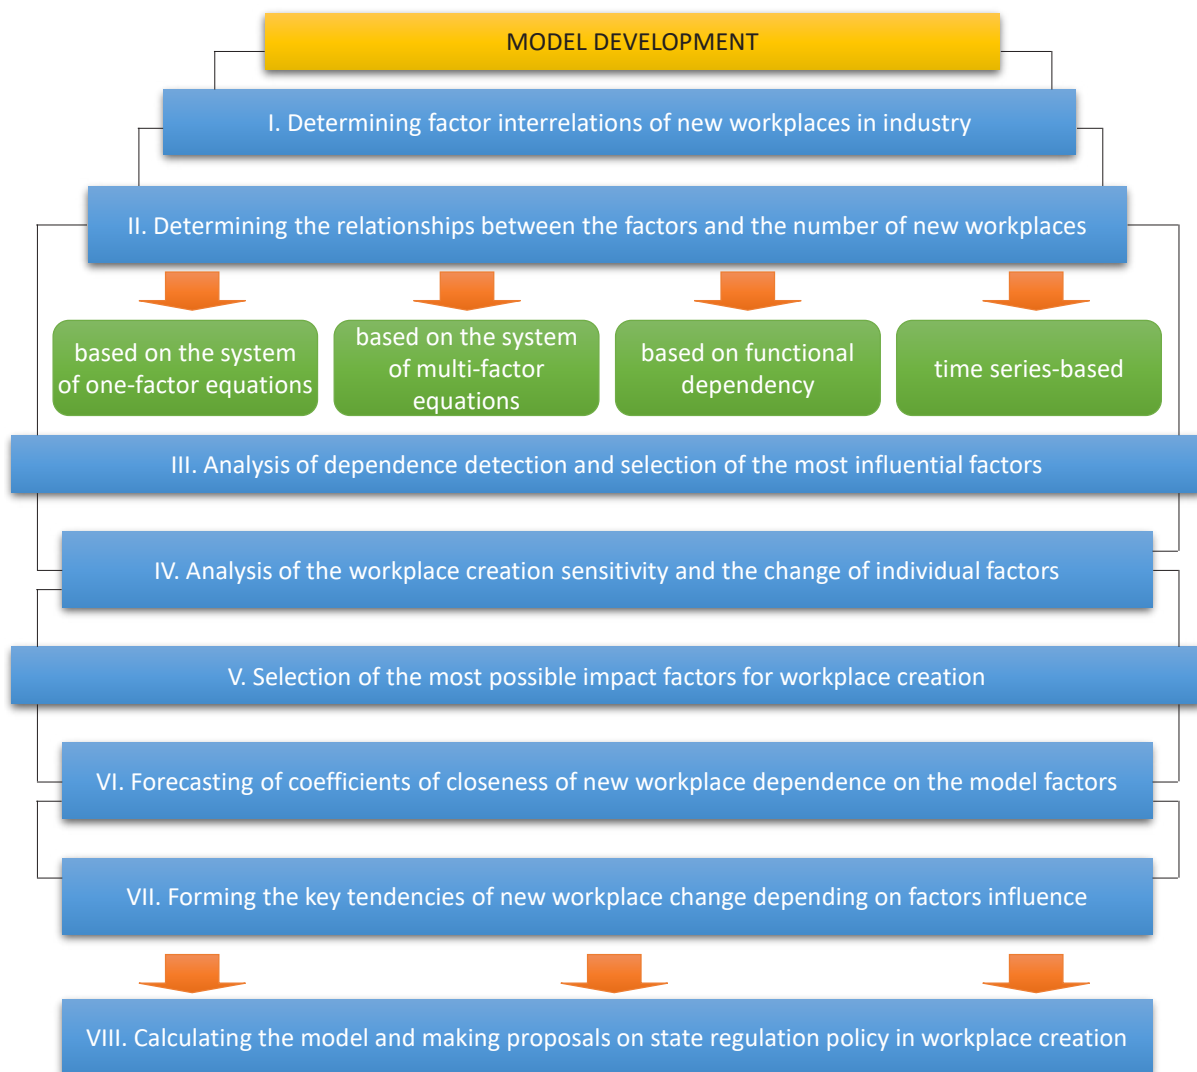 MODEL DEVELOPMENT
I. Determining factor interrelations of new workplaces in industry
II. Determining the relationships between the factors and the number of new workplaces
based on the system
of one-factor equations
based on the system
of multi-factor
equations
based on functional
dependency
time series-based
III. Analysis of dependence detection and selection of the most influential factors
IV. Analysis of the workplace creation sensitivity and the change of individual factors
V. Selection of the most possible impact factors for workplace creation
VI. Forecasting of coefficients of closeness of new workplace dependence on the model factors
VII. Forming the key tendencies of new workplace change depending on factors influence
VIII. Calculating the model and making proposals on state regulation policy in workplace creation